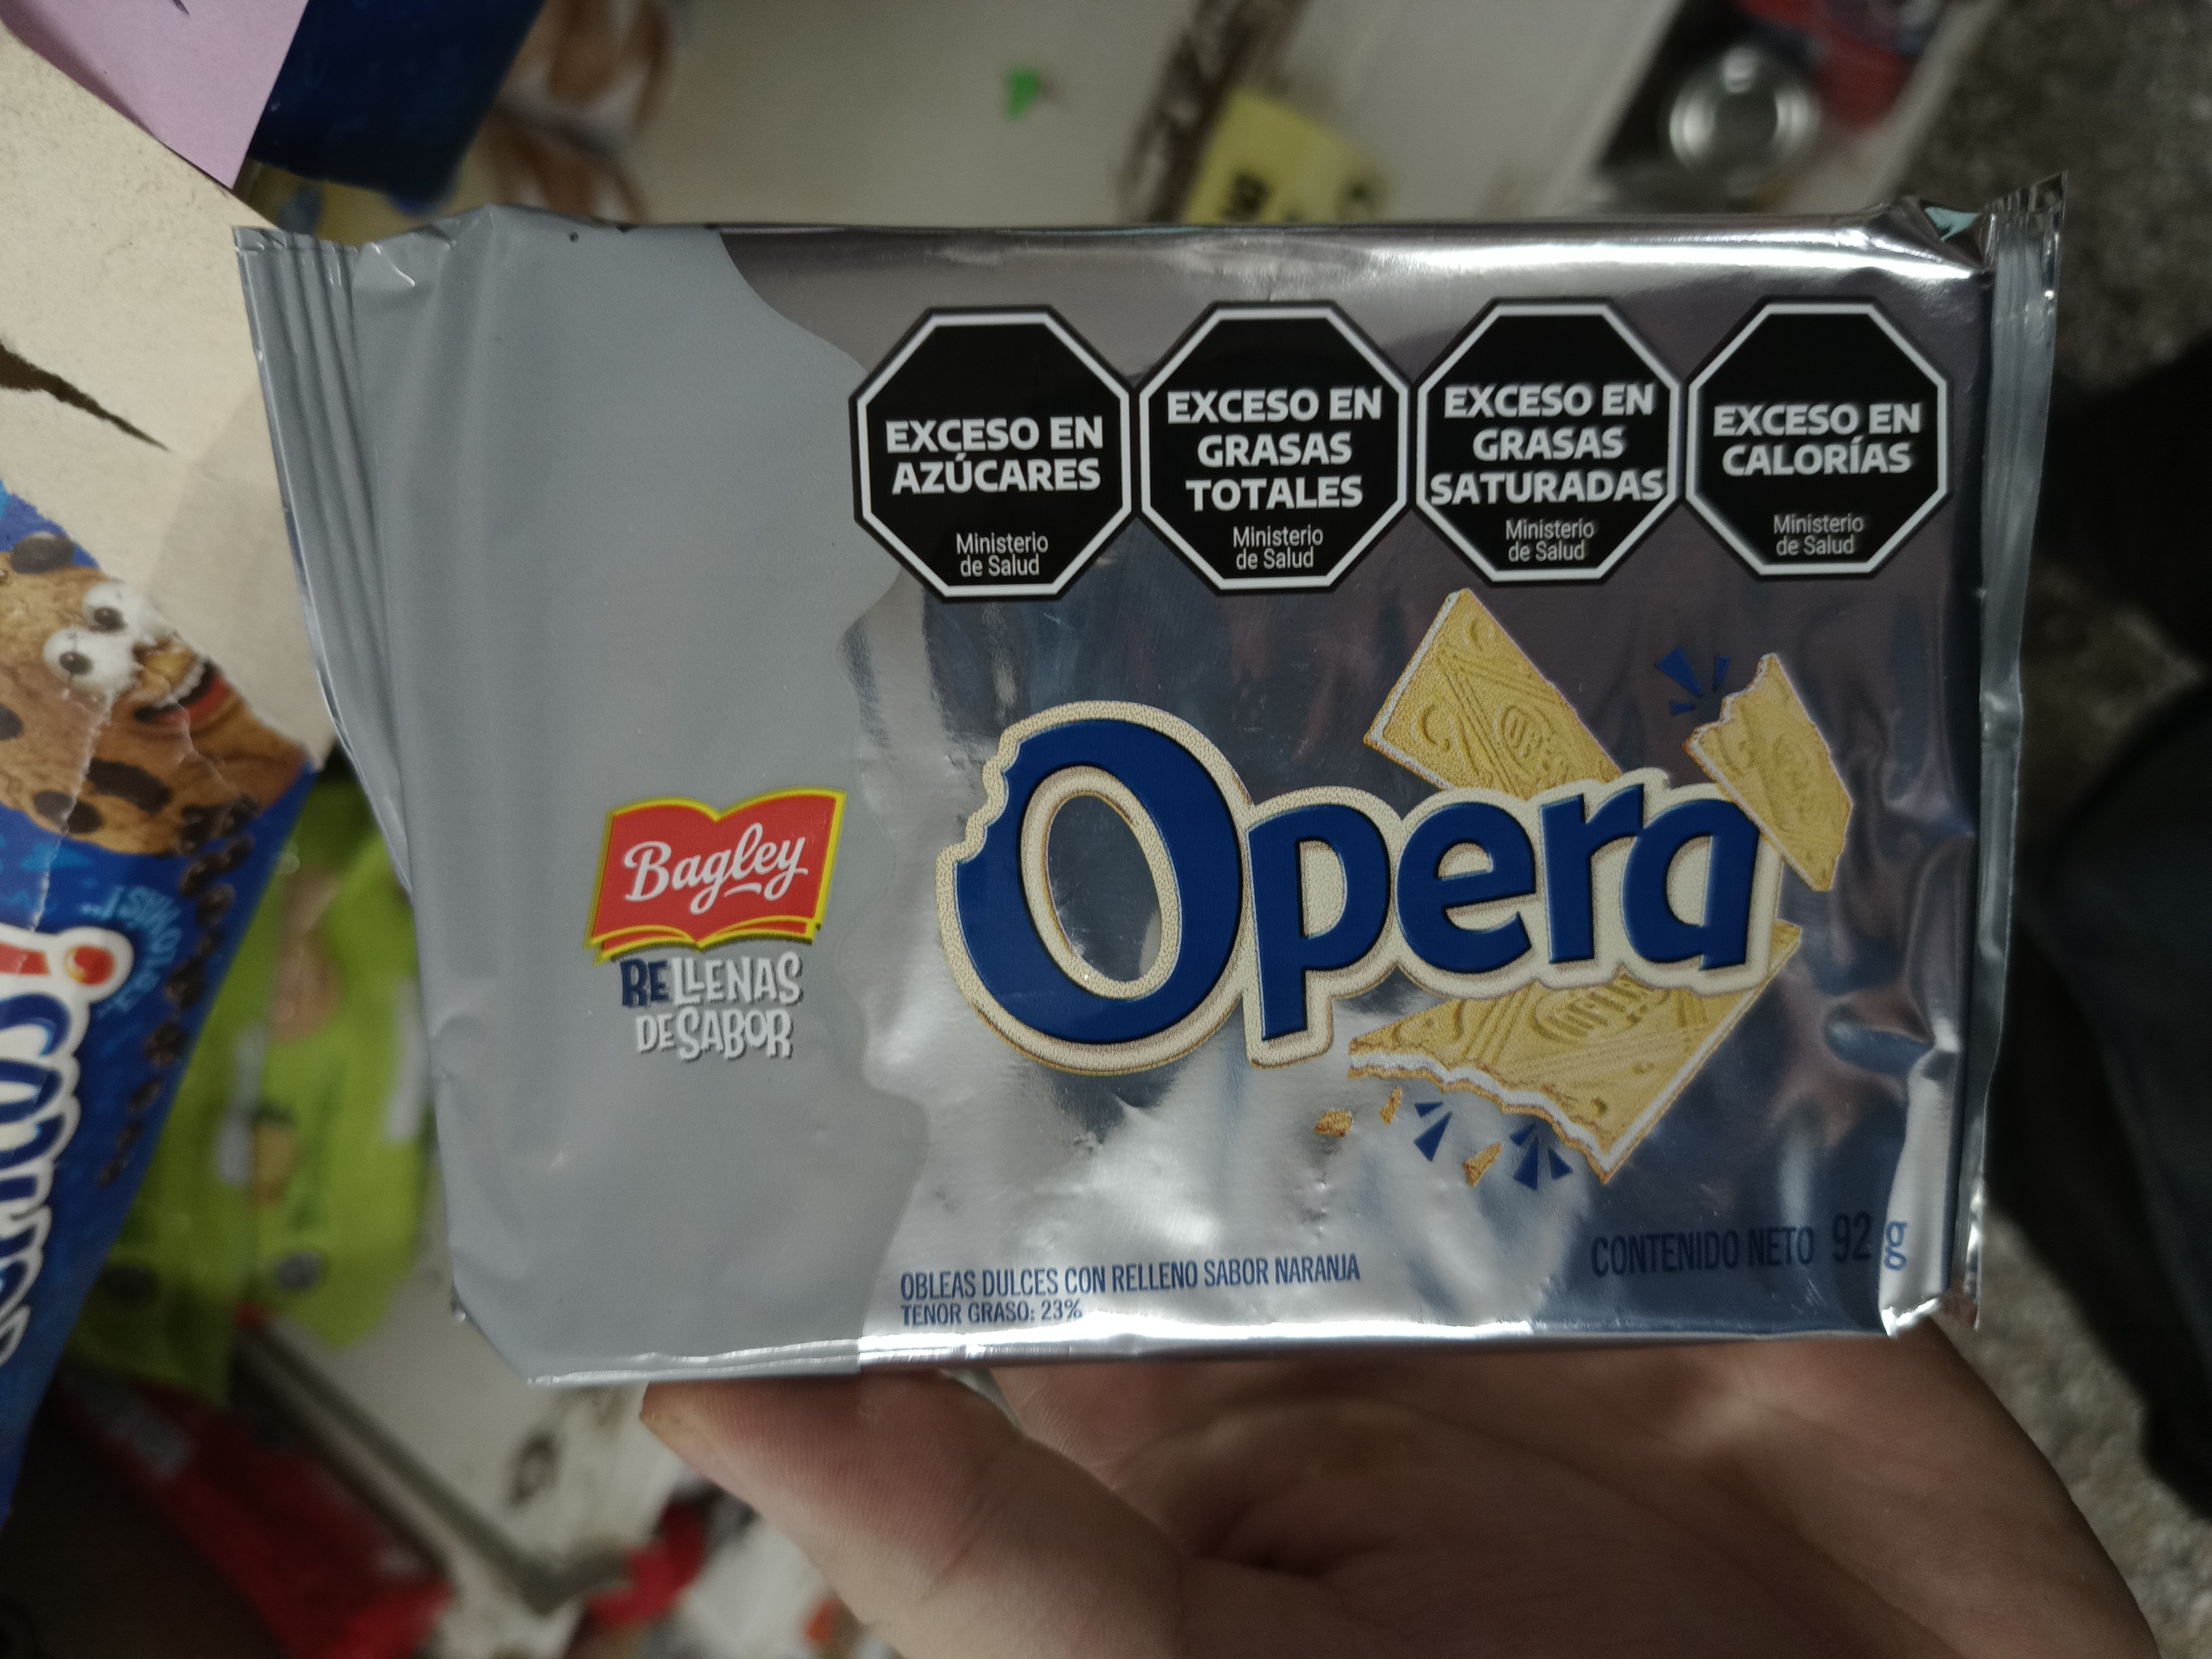 Bagley
RE LLENAS
DE SABOR
EXCESO EN
AZÚCARES
Ministerio
de Salud
EXCESO EN
GRASAS
TOTALES
Ministerio
de Salud
EXCESO EN
GRASAS
SATURADAS
Ministerio
de Salud
EXCESO EN
CALORÍAS
Ministerio
de Salud
Opera
OBLEAS DULCES CON RELLENO SABOR NARANJA
TENOR GRASO: 23%
CONTENIDO NETO 92 g